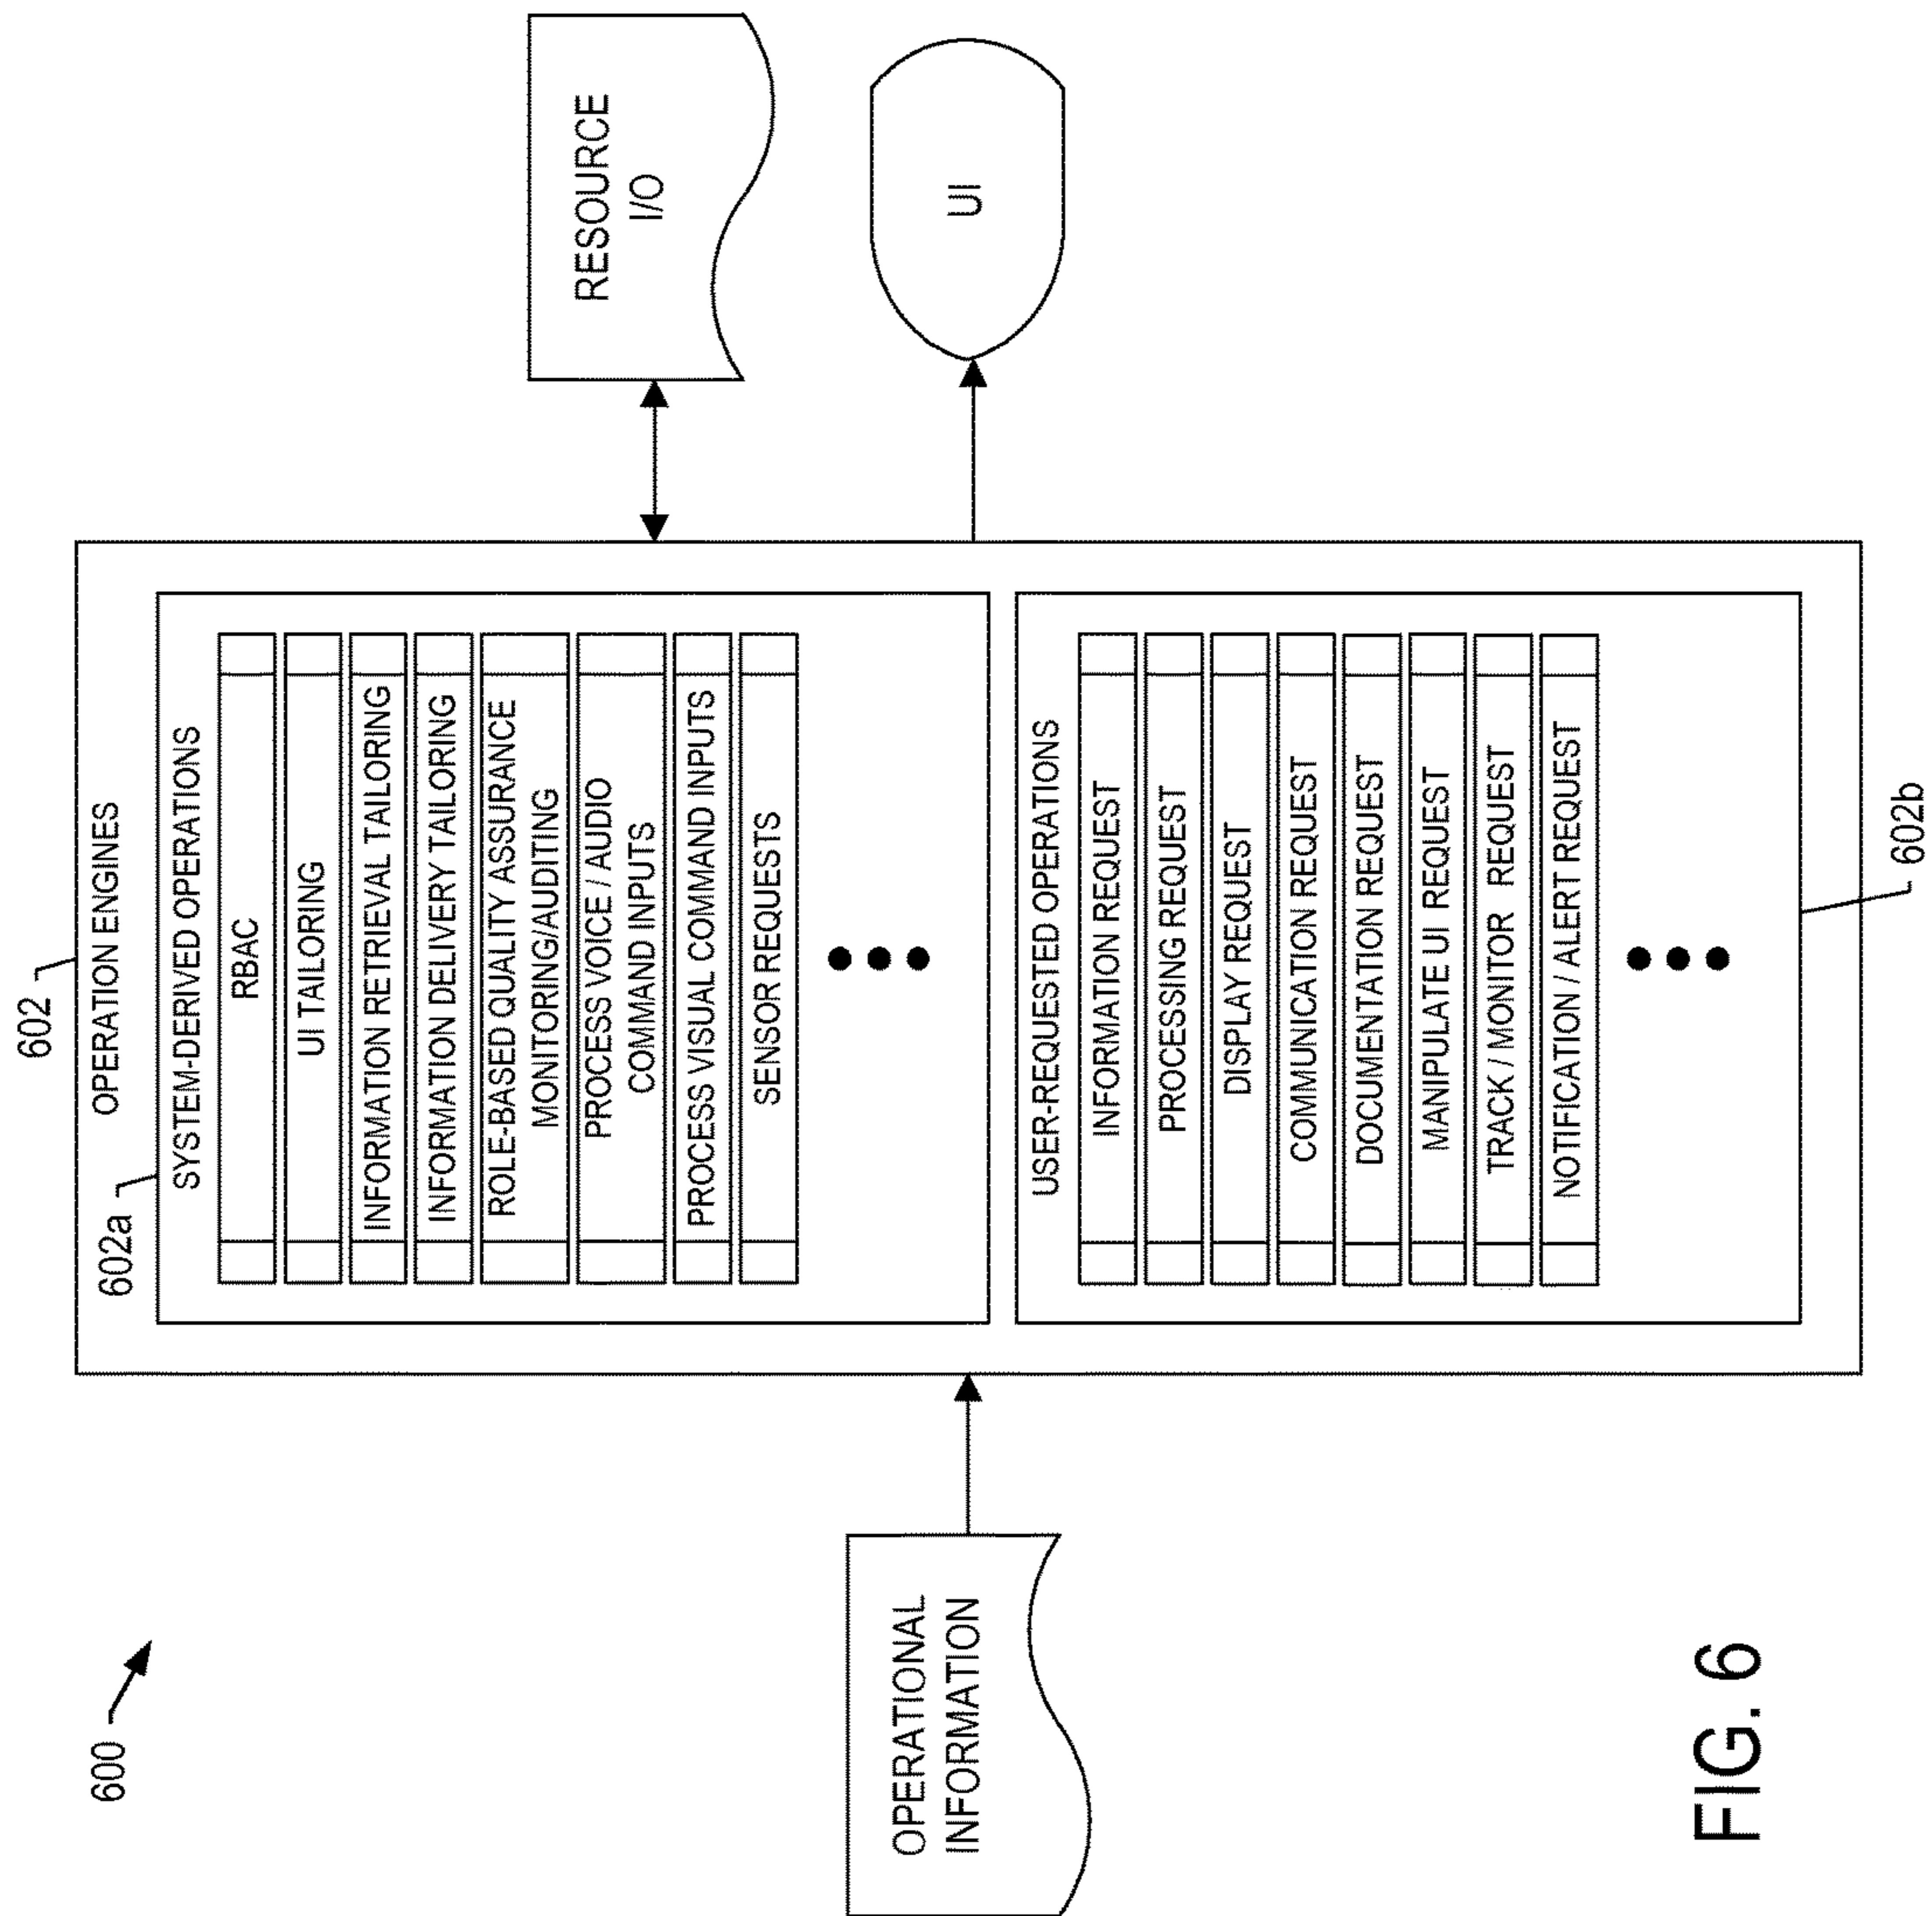 600
602
OPERATION ENGINES
602a
SYSTEM-DERIVED OPERATIONS
RBAC
UI TAILORING
INFORMATION RETRIEVAL TAILORING
INFORMATION DELIVERY TAILORING
ROLE-BASED QUALITY ASSURANCE
MONITORING/AUDITING
PROCESS VOICE / AUDIO
COMMAND INPUTS
PROCESS VISUAL COMMAND INPUTS
SENSOR REQUESTS
USER-REQUESTED OPERATIONS
INFORMATION REQUEST
PROCESSING REQUEST
DISPLAY REQUEST
COMMUNICATION REQUEST
DOCUMENTATION REQUEST
MANIPULATE UI REQUEST
TRACK / MONITOR REQUEST
NOTIFICATION / ALERT REQUEST
602b
OPERATIONAL
INFORMATION
RESOURCE
I/O
UI
FIG. 6